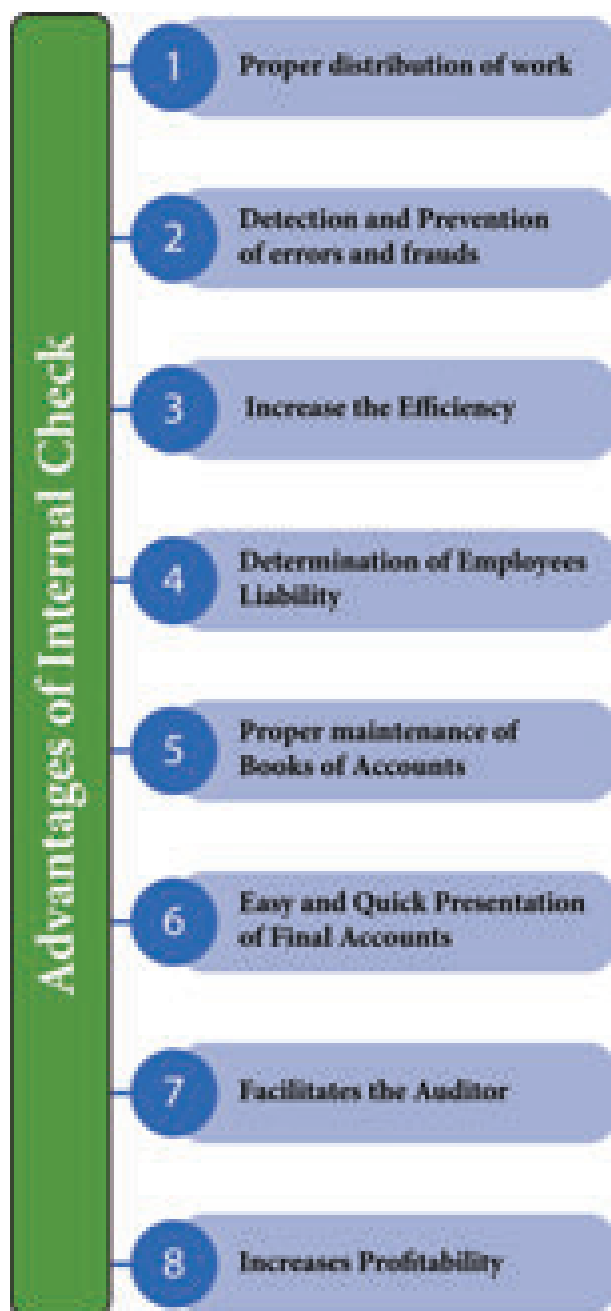 Advantages of Internal Check
1
Proper distribution of work
2
Detection and Prevention
of errors and frauds
3
Increase the Efficiency
4
Determination of Employees
Liability
5
Proper maintenance of
Books of Accounts
6
Easy and Quick Presentation
of Final Accounts
7
Facilitates the Auditor
8
Increases Profitability